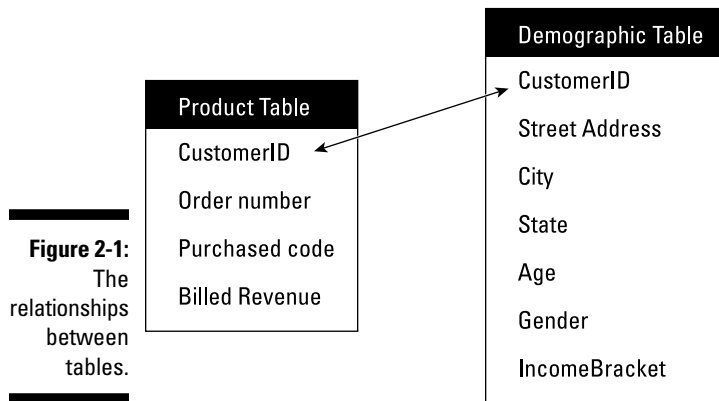 Figure 2-1:
The
relationships
between
tables.
Product Table
CustomerID
Order number
Purchased code
Billed Revenue
Demographic Table
CustomerID
Street Address
City
State
Age
Gender
IncomeBracket